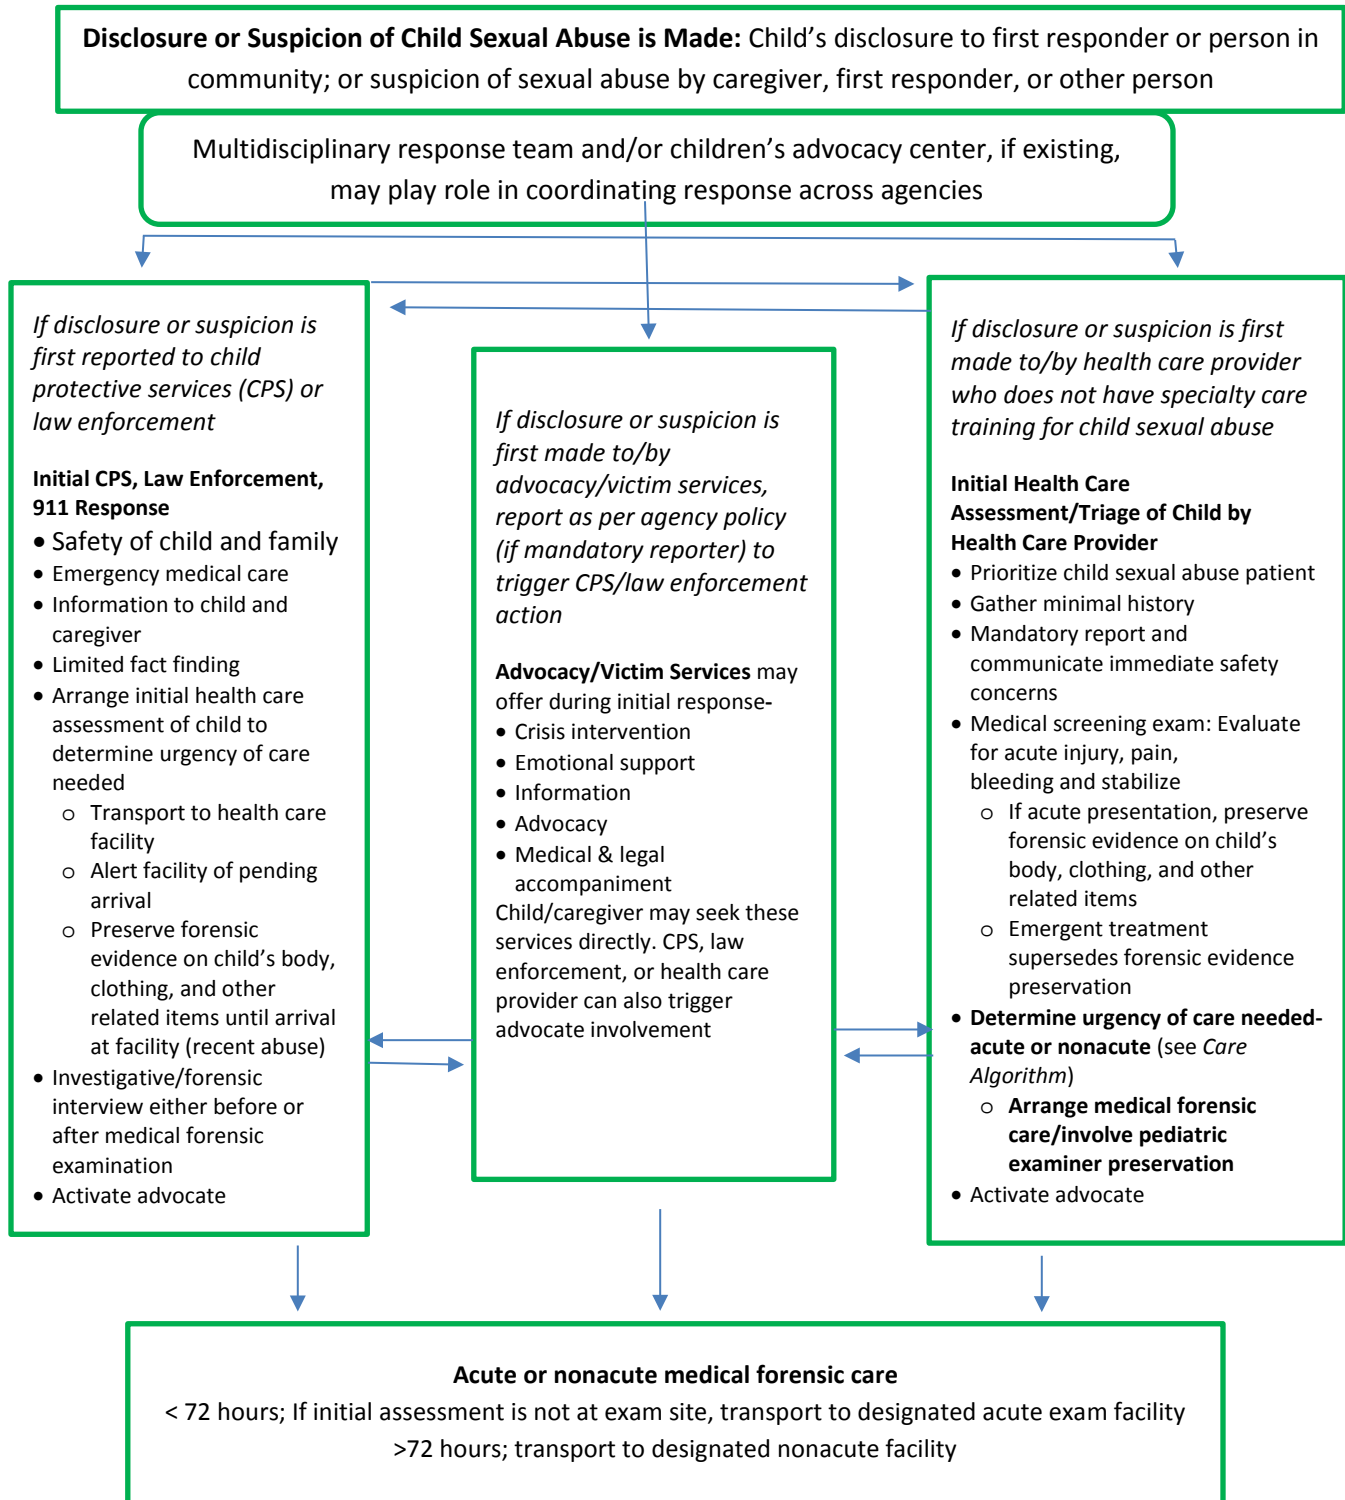 Disclosure or Suspicion of Child Sexual Abuse is Made: Child’s disclosure to first responder or person in
community; or suspicion of sexual abuse by caregiver, first responder, or other person
Multidisciplinary response team and/or children’s advocacy center, if existing,
may play role in coordinating response across agencies
If disclosure or suspicion is
first reported to child
protective services (CPS) or
law enforcement
Initial CPS, Law Enforcement,
911 Response
• Safety of child and family
• Emergency medical care
• Information to child and
caregiver
• Limited fact finding
• Arrange initial health care
assessment of child to
determine urgency of care
needed
o Transport to health care
facility
o Alert facility of pending
arrival
o Preserve forensic
evidence on child’s body,
clothing, and other
related items until arrival
at facility (recent abuse)
• Investigative/forensic
interview either before or
after medical forensic
examination
• Activate advocate
If disclosure or suspicion is
first made to/by
advocacy/victim services,
report as per agency policy
(if mandatory reporter) to
trigger CPS/law enforcement
action
Advocacy/Victim Services may
offer during initial response-
• Crisis intervention
• Emotional support
• Information
• Advocacy
• Medical & legal
accompaniment
Child/caregiver may seek these
services directly. CPS, law
enforcement, or health care
provider can also trigger
advocate involvement
If disclosure or suspicion is first
made to/by health care provider
who does not have specialty care
training for child sexual abuse
Initial Health Care
Assessment/Triage of Child by
Health Care Provider
• Prioritize child sexual abuse patient
• Gather minimal history
• Mandatory report and
communicate immediate safety
concerns
• Medical screening exam: Evaluate
for acute injury, pain,
bleeding and stabilize
o If acute presentation, preserve
forensic evidence on child’s
body, clothing, and other
related items
o Emergent treatment
supersedes forensic evidence
preservation
• Determine urgency of care needed-
acute or nonacute (see Care
Algorithm)
o Arrange medical forensic
care/involve pediatric
examiner preservation
• Activate advocate
Acute or nonacute medical forensic care
< 72 hours; If initial assessment is not at exam site, transport to designated acute exam facility
>72 hours; transport to designated nonacute facility